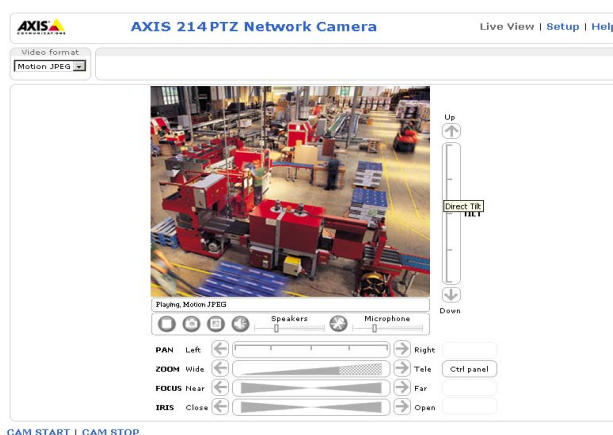 AXIS
COMMUNICATIONS
AXIS 214 PTZ Network Camera
Live View | Setup | Help
Video format
Motion JPEG
Up
Direct Tilt
TILT
Down
Playing, Motion JPEG
Speakers
Microphone
PAN Left Right
ZOOM Wide Tele Ctrl panel
FOCUS Near Far
IRIS Close Open
CAM START | CAM STOP